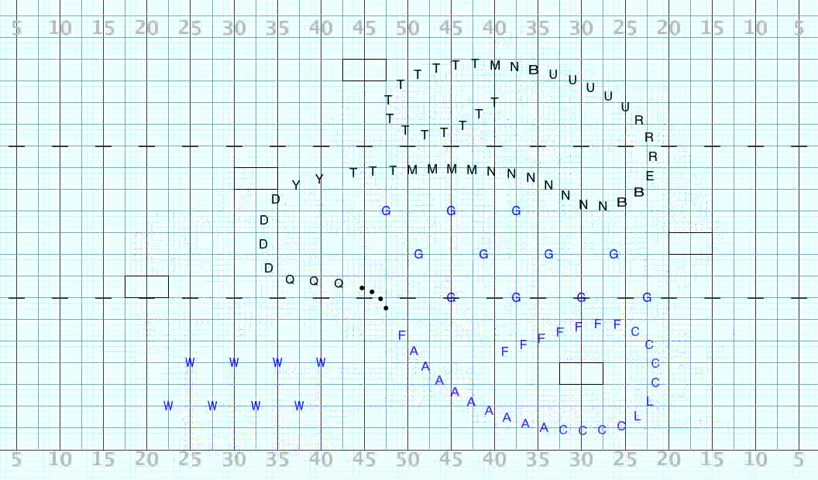 5 10 15 20 25 30 35 40 45 50 45 40 35 30 25 20 15 10 5
T T T T T M N B U U U U U R R R E B B N N N N N N N M M M M T T T
T T T T T T T T
Y Y
D D D D
Q Q Q
G G G
G G G G
G G G G
F A A A A A A A A C C C C L L C C C C F F F F F F F
W W W W
W W W W
5 10 15 20 25 30 35 40 45 50 45 40 35 30 25 20 15 10 5